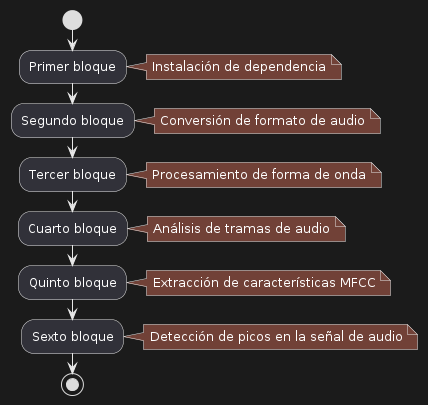 Primer bloque
Instalación de dependencia
Segundo bloque
Conversión de formato de audio
Tercer bloque
Procesamiento de forma de onda
Cuarto bloque
Análisis de tramas de audio
Quinto bloque
Extracción de características MFCC
Sexto bloque
Detección de picos en la señal de audio